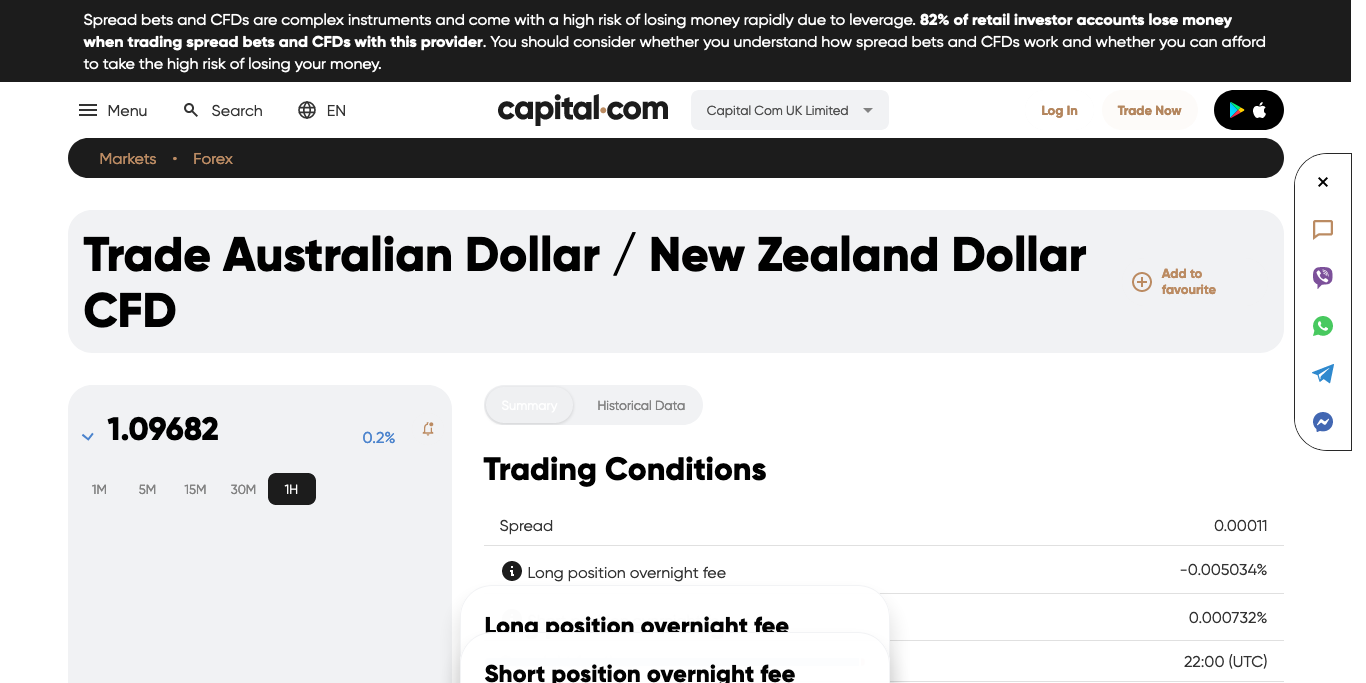 Spread bets and CFDs are complex instruments and come with a high risk of losing money rapidly due to leverage. 82% of retail investor accounts lose money
when trading spread bets and CFDs with this provider. You should consider whether you understand how spread bets and CFDs work and whether you can afford
to take the high risk of losing your money.
Menu
Search
EN
capital.com
Capital Com UK Limited
Log In
Trade Now
Markets • Forex
Trade Australian Dollar / New Zealand Dollar
CFD
Add to
favourite
1.09682
0.2%
1M 5M 15M 30M 1H
Summary
Historical Data
Trading Conditions
Spread 0.00011
Long position overnight fee -0.005034%
Long position overnight fee
0.000732%
22:00 (UTC)
Short position overnight fee